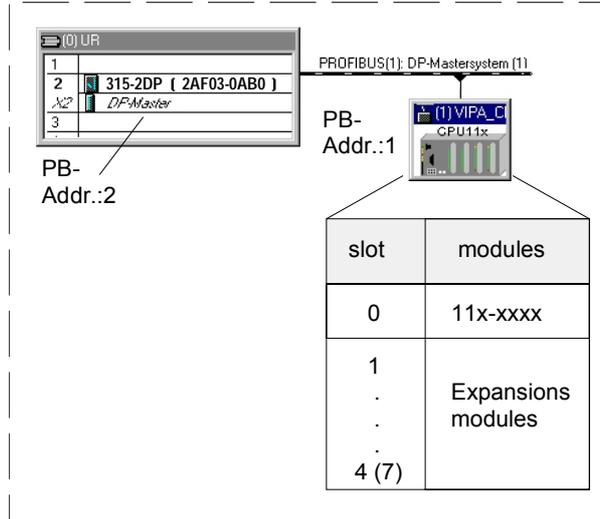 (0) UR
1
2 315-2DP ( 2AF03-0AB0 )
X2 DP-Master
3
PB-
Addr.:2
PROFIBUS(1): DP-Mastersystem (1)
PB-
Addr.:1
(1) VIPA_C
CPU11x
slot modules
0 11x-xxxx
1
.
.
.
4 (7)
Expansions
modules